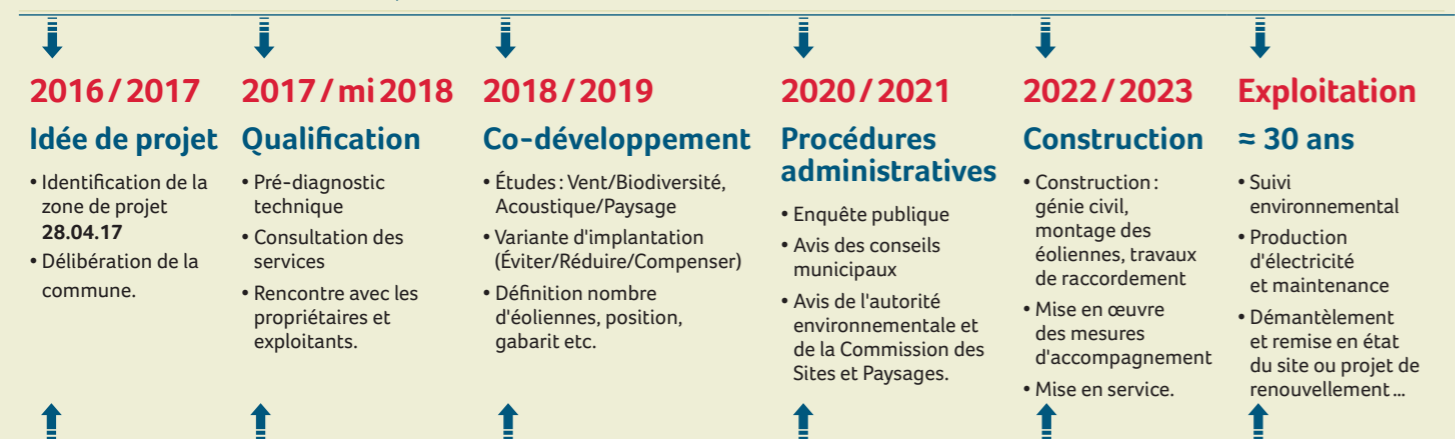 2016/2017
Idée de projet
• Identification de la
zone de projet
28.04.17
• Délibération de la
commune.
2017/mi 2018
Qualification
• Pré-diagnostic
technique
• Consultation des
services
• Rencontre avec les
propriétaires et
exploitants.
2018/2019
Co-développement
• Études : Vent/Biodiversité,
Acoustique/Paysage
• Variante d'implantation
(Éviter/Réduire/Compenser)
• Définition nombre
d'éoliennes, position,
gabarit etc.
2020/2021
Procédures
administratives
• Enquête publique
• Avis des conseils
municipaux
• Avis de l'autorité
environnementale et
de la Commission des
Sites et Paysages.
2022/2023
Construction
• Construction :
génie civil,
montage des
éoliennes, travaux
de raccordement
• Mise en œuvre
des mesures
d'accompagnement
• Mise en service.
Exploitation
≈ 30 ans
• Suivi
environnemental
• Production
d'électricité
et maintenance
• Démantèlement
et remise en état
du site ou projet de
renouvellement ...